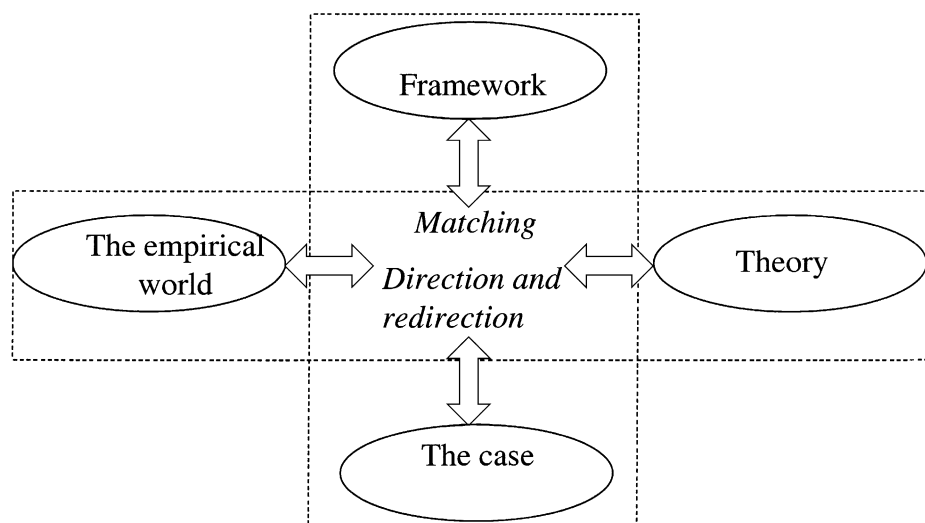 Framework
Matching
The empirical
world
Theory
Direction and
redirection
The case